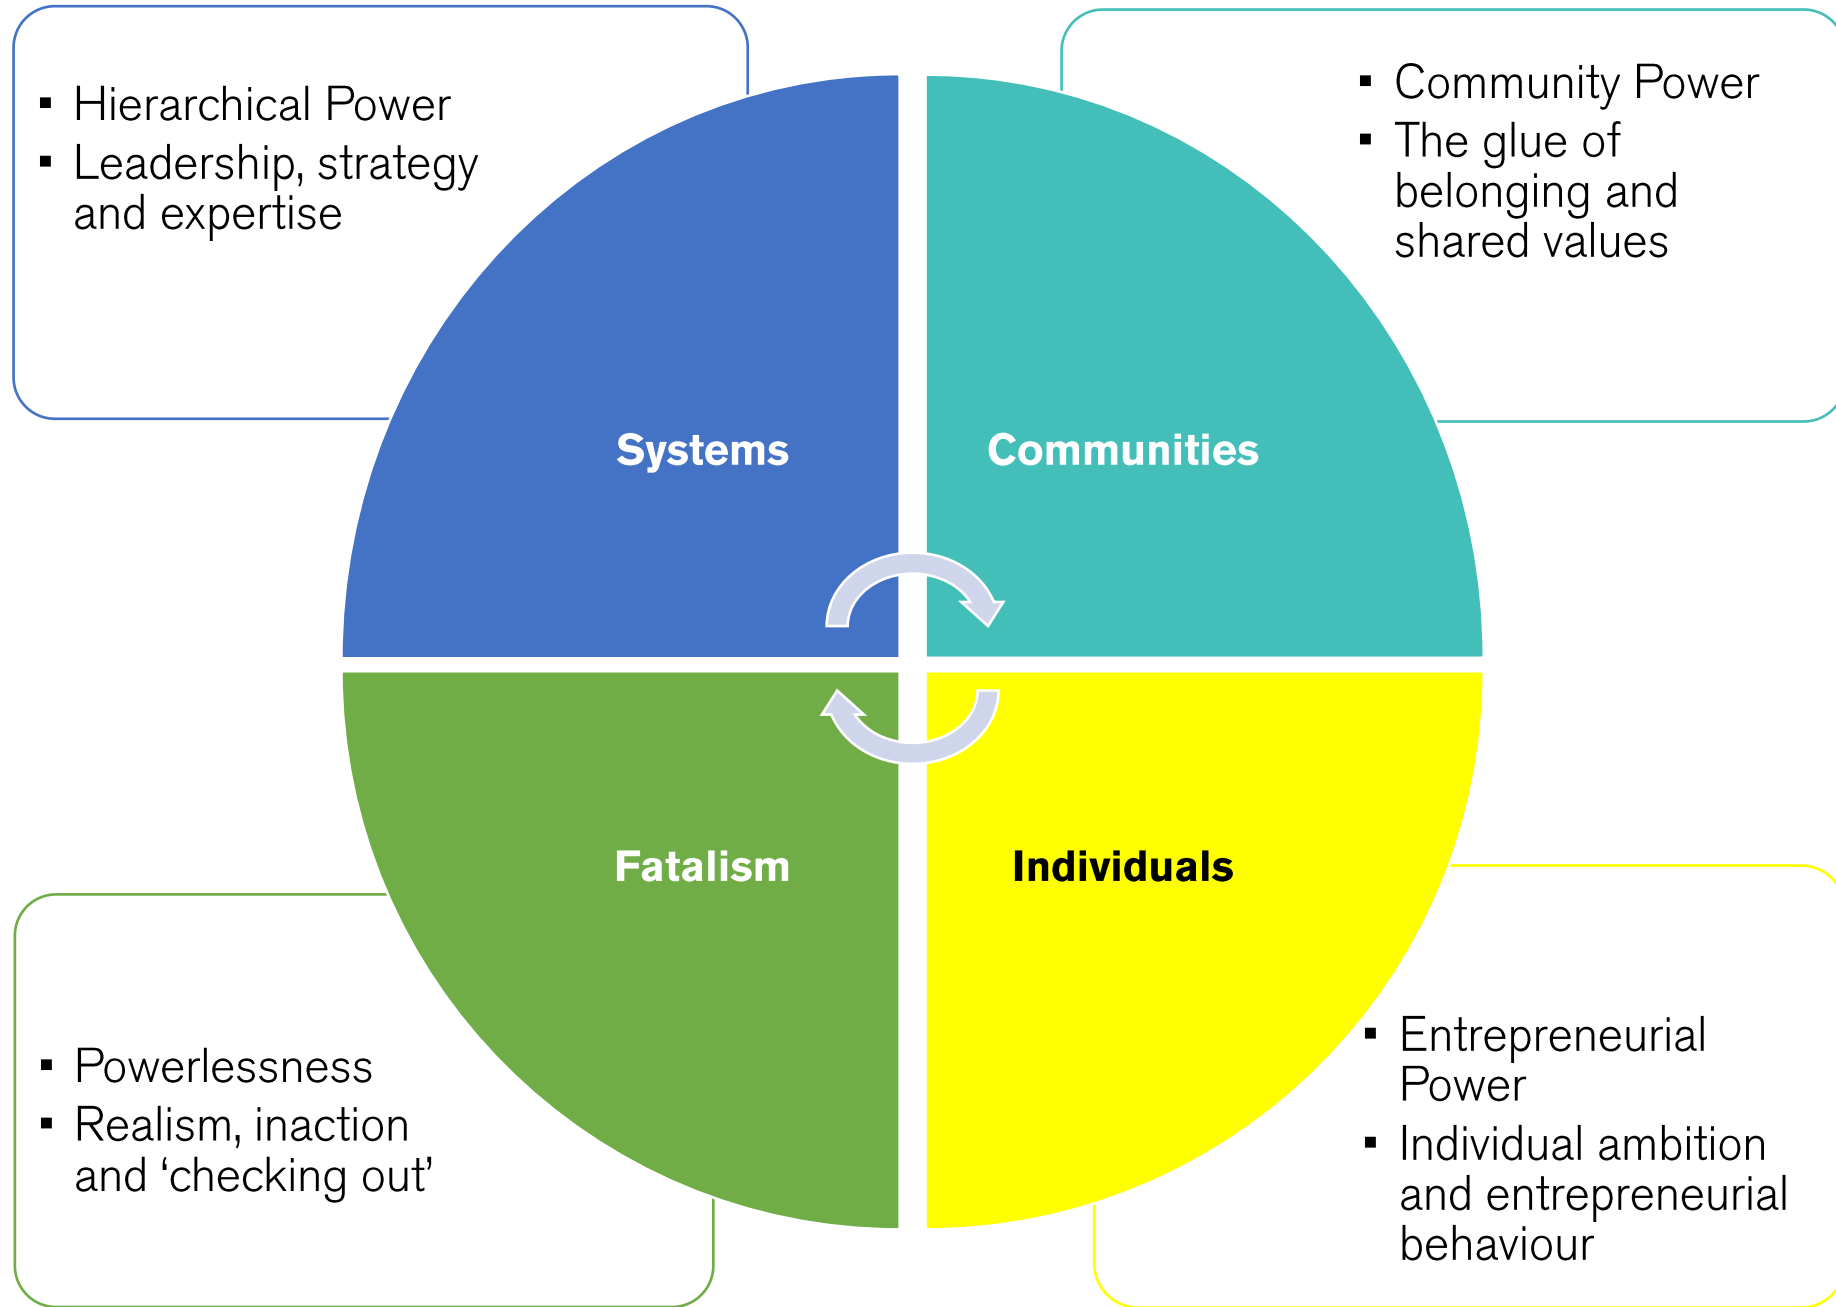 ▪ Hierarchical Power
▪ Leadership, strategy
and expertise
▪ Community Power
▪ The glue of
belonging and
shared values
Systems
Communities
Fatalism
Individuals
▪ Powerlessness
▪ Realism, inaction
and ‘checking out’
▪ Entrepreneurial
Power
▪ Individual ambition
and entrepreneurial
behaviour